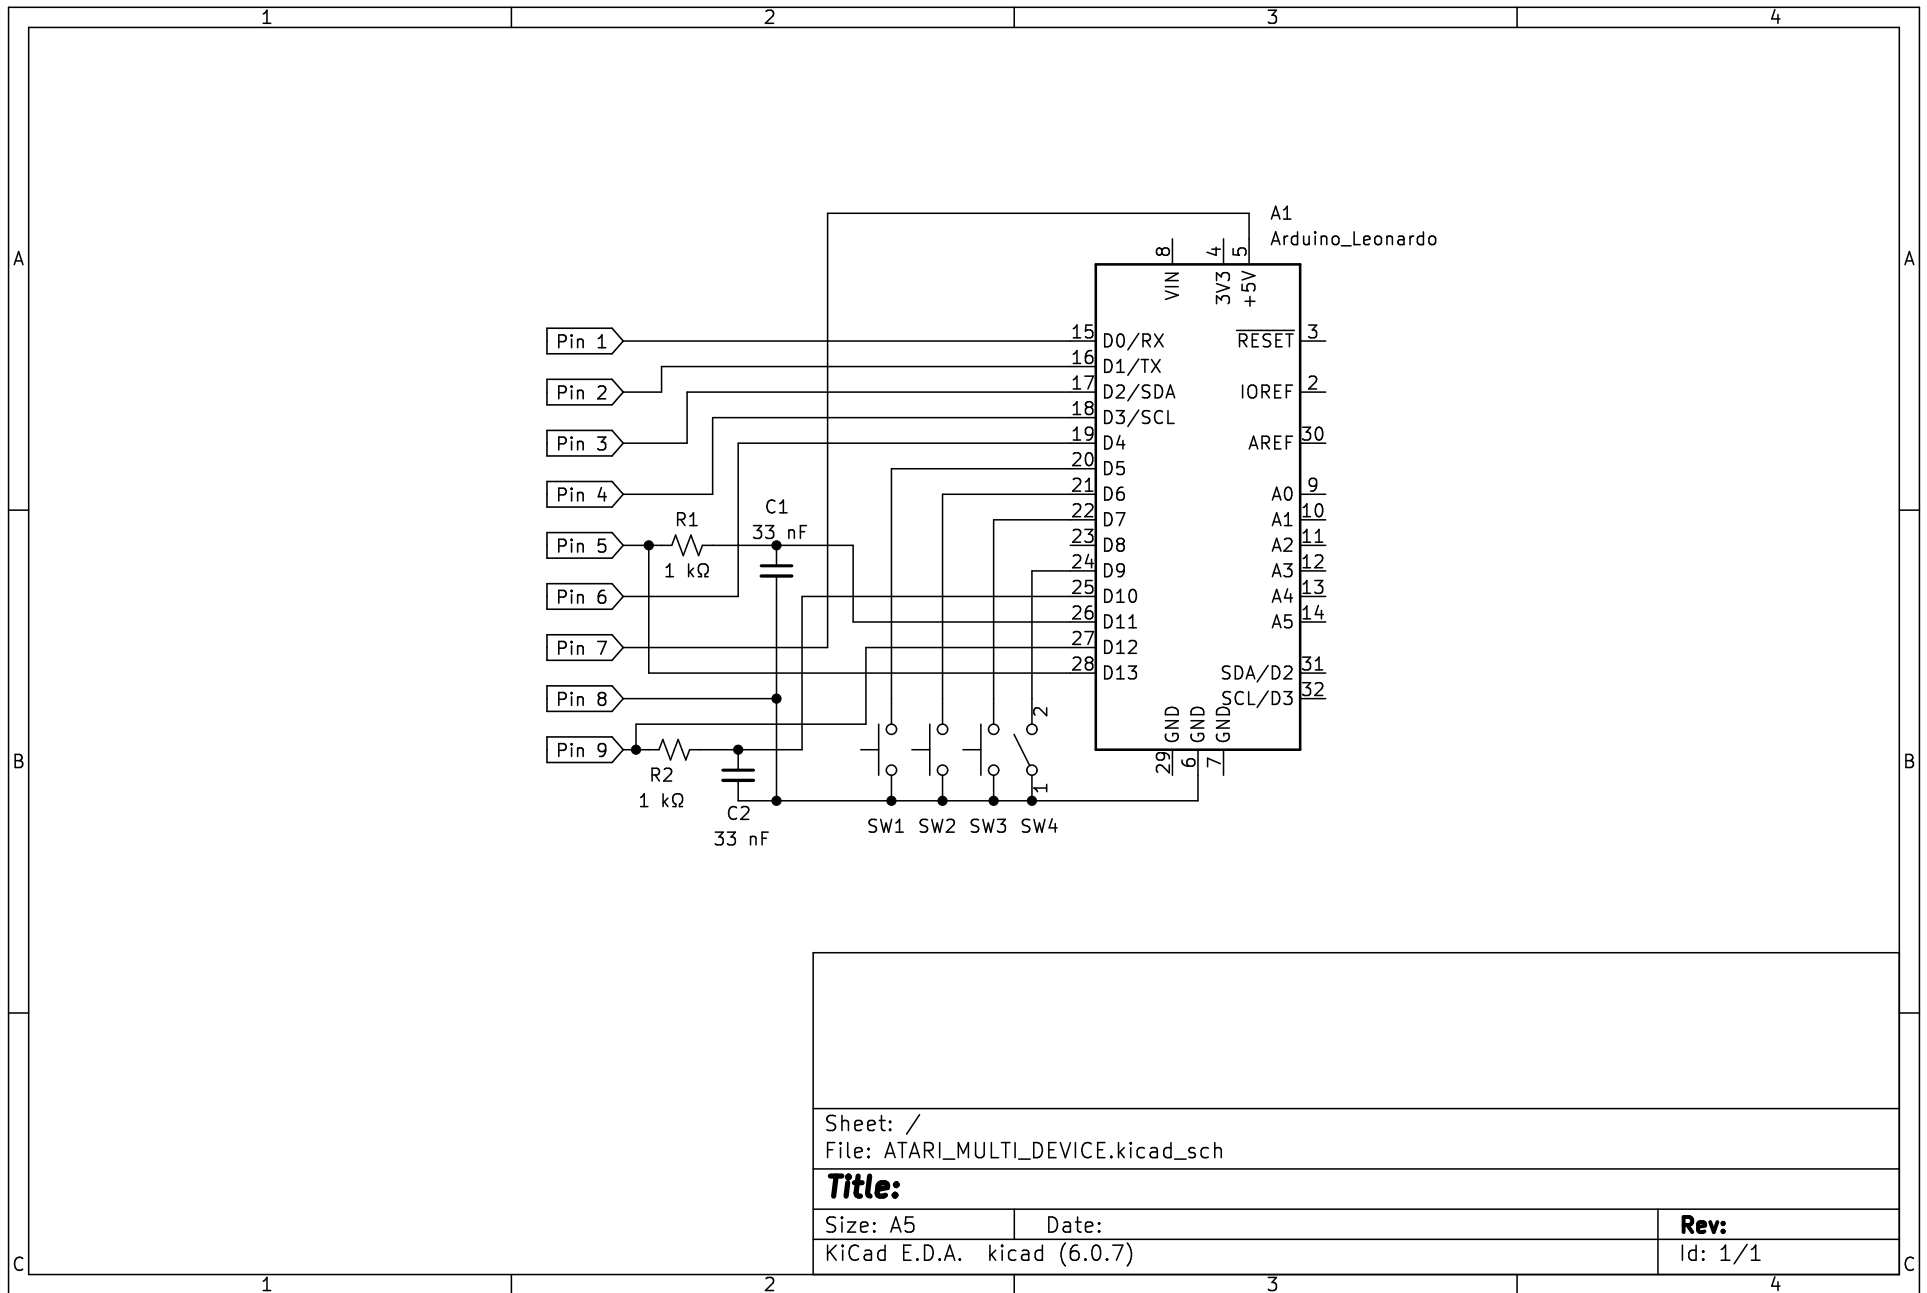 1 2 3 4
A A
A1
Arduino_Leonardo
8 4 5
VIN 3V3 +5V
Pin 1 15 D0/RX RESET 3
16 D1/TX
Pin 2 17 D2/SDA IOREF 2
18 D3/SCL
Pin 3 19 D4 AREF 30
20 D5
Pin 4 21 D6 A0 9
C1
R1 22 D7 A1 10
33 nF
Pin 5 23 D8 A2 11
1 kΩ 24 D9 A3 12
Pin 6 25 D10 A4 13
26 D11 A5 14
Pin 7 27 D12
28 D13 SDA/D2 31
Pin 8 SCL/D3 32
2
GND GND GND
Pin 9
B B
29 6 7
R2
1
1 kΩ
C2
SW1 SW2 SW3 SW4
33 nF
Sheet: /
File: ATARI_MULTI_DEVICE.kicad_sch
Title:
Size: A5 Date: Rev:
KiCad E.D.A. kicad (6.0.7) Id: 1/1
C C
1 2 3 4